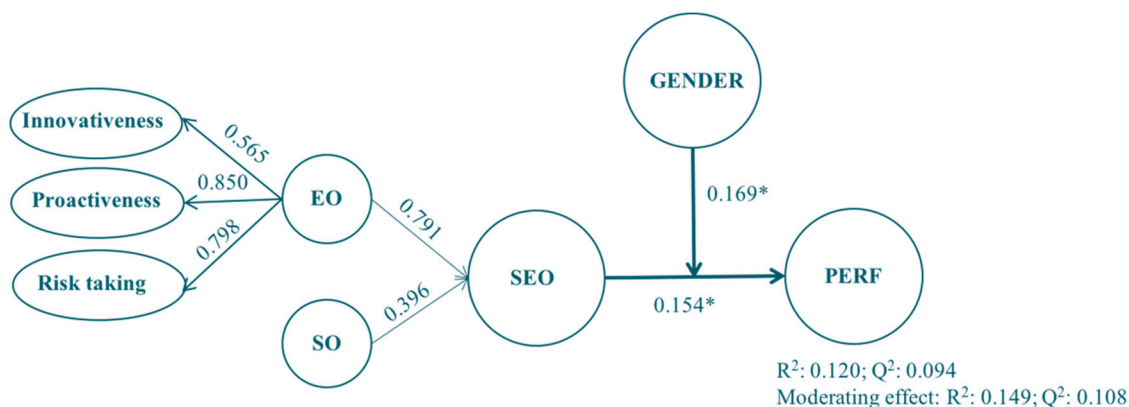 GENDER
Innovativeness
0.565
Proactiveness
0.850
EO
0.169*
0.791
0.798
Risk taking
SEO
PERF
0.396
0.154*
SO
R²: 0.120; Q²: 0.094
Moderating effect: R²: 0.149; Q²: 0.108